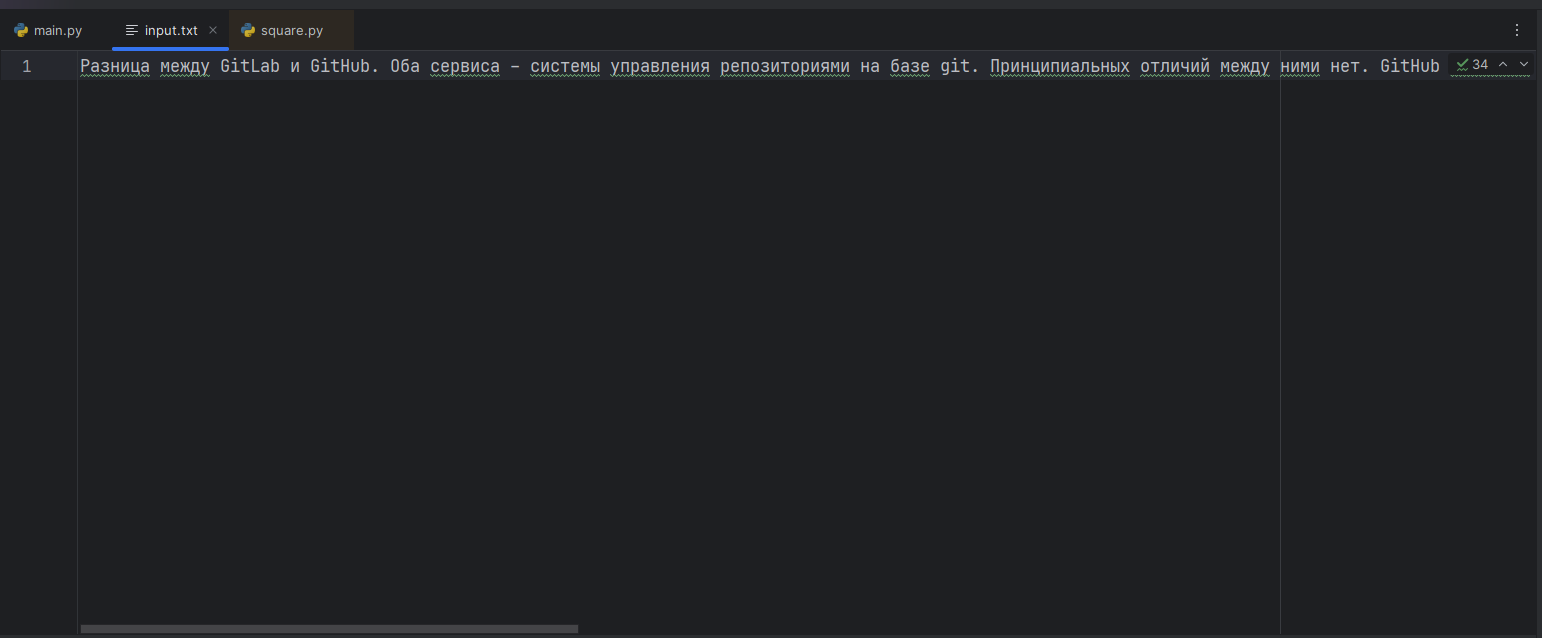 main.py input.txt square.py
1 Разница между GitLab и GitHub. Оба сервиса – системы управления репозиториями на базе git. Принципиальных отличий между ними нет. GitHub 34